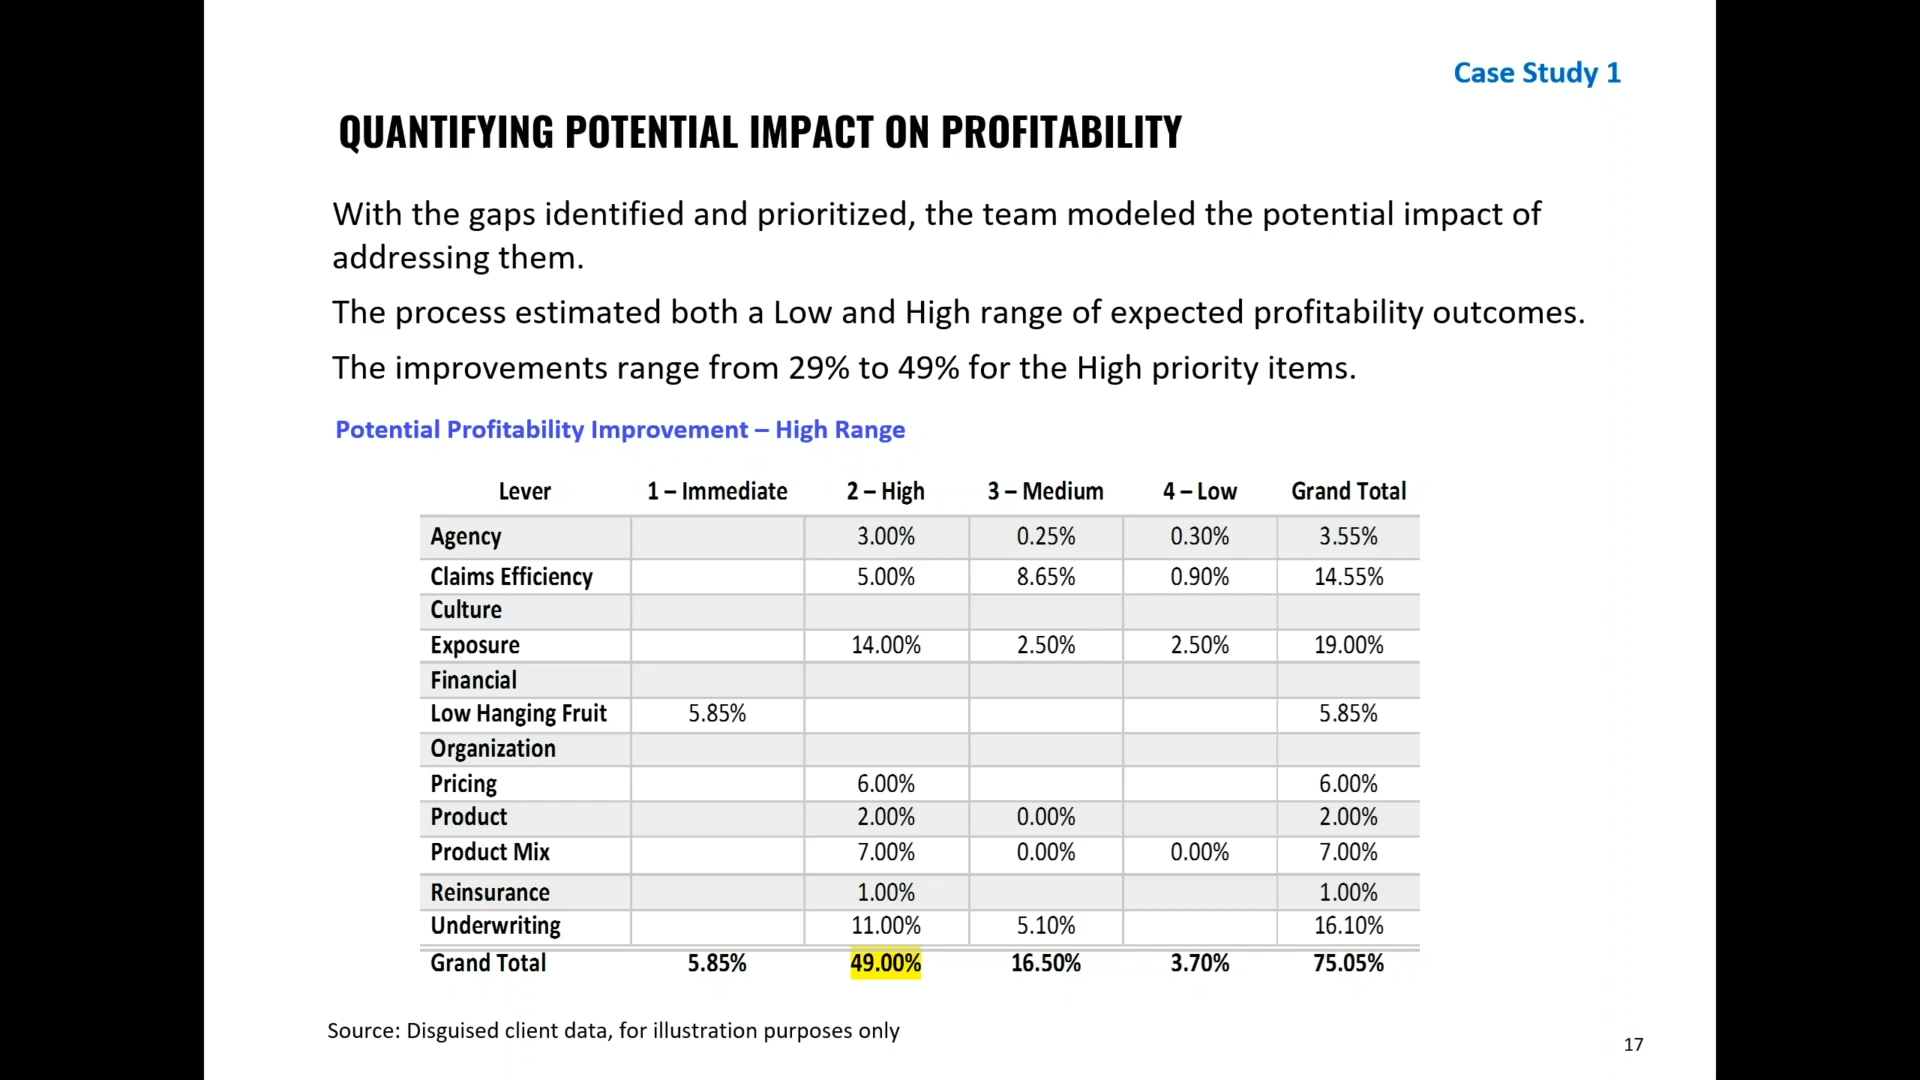 Case Study 1
QUANTIFYING POTENTIAL IMPACT ON PROFITABILITY
With the gaps identified and prioritized, the team modeled the potential impact of
addressing them.
The process estimated both a Low and High range of expected profitability outcomes.
The improvements range from 29% to 49% for the High priority items.
Potential Profitability Improvement – High Range
Lever 1 – Immediate 2 – High 3 – Medium 4 – Low Grand Total
Agency 3.00% 0.25% 0.30% 3.55%
Claims Efficiency 5.00% 8.65% 0.90% 14.55%
Culture
Exposure 14.00% 2.50% 2.50% 19.00%
Financial
Low Hanging Fruit 5.85% 5.85%
Organization
Pricing 6.00% 6.00%
Product 2.00% 0.00% 2.00%
Product Mix 7.00% 0.00% 0.00% 7.00%
Reinsurance 1.00% 1.00%
Underwriting 11.00% 5.10% 16.10%
Grand Total 5.85% 49.00% 16.50% 3.70% 75.05%
Source: Disguised client data, for illustration purposes only
17